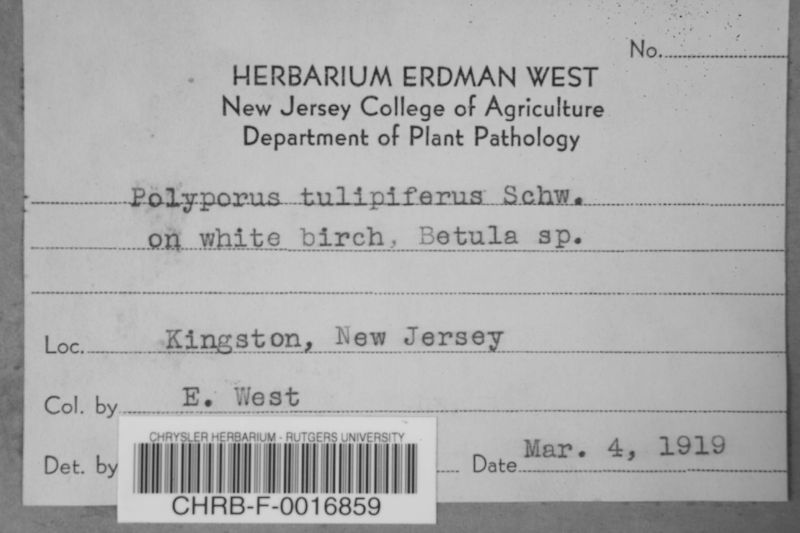 No.
HERBARIUM ERDMAN WEST
New Jersey College of Agriculture
Department of Plant Pathology
Polyporus tulipiferus Schw.
on white birch, Betula sp.
Loc. Kingston, New Jersey
Col. by E. West
Det. by
Date Mar. 4, 1919
CHRYSLER HERBARIUM - RUTGERS UNIVERSITY
CHRB-F-0016859